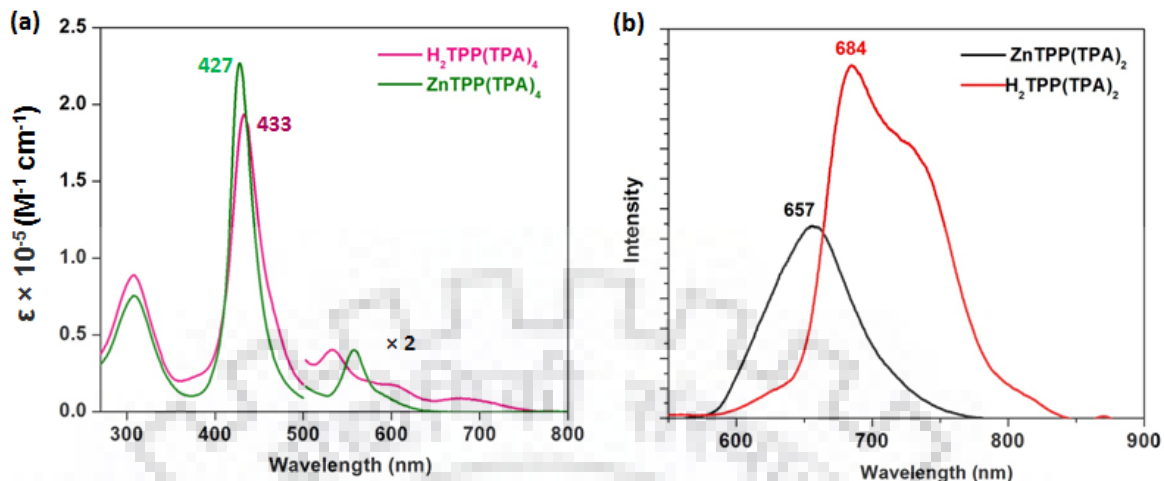 (a)
2.5
2.0
1.5
1.0
0.5
0.0
ε × 10⁻⁵ (M⁻¹ cm⁻¹)
427
433
H₂TPP(TPA)₄
ZnTPP(TPA)₄
× 2
300 400 500 600 700 800
Wavelength (nm)
(b)
Intensity
684
657
ZnTPP(TPA)₂
H₂TPP(TPA)₂
600 700 800 900
Wavelength (nm)